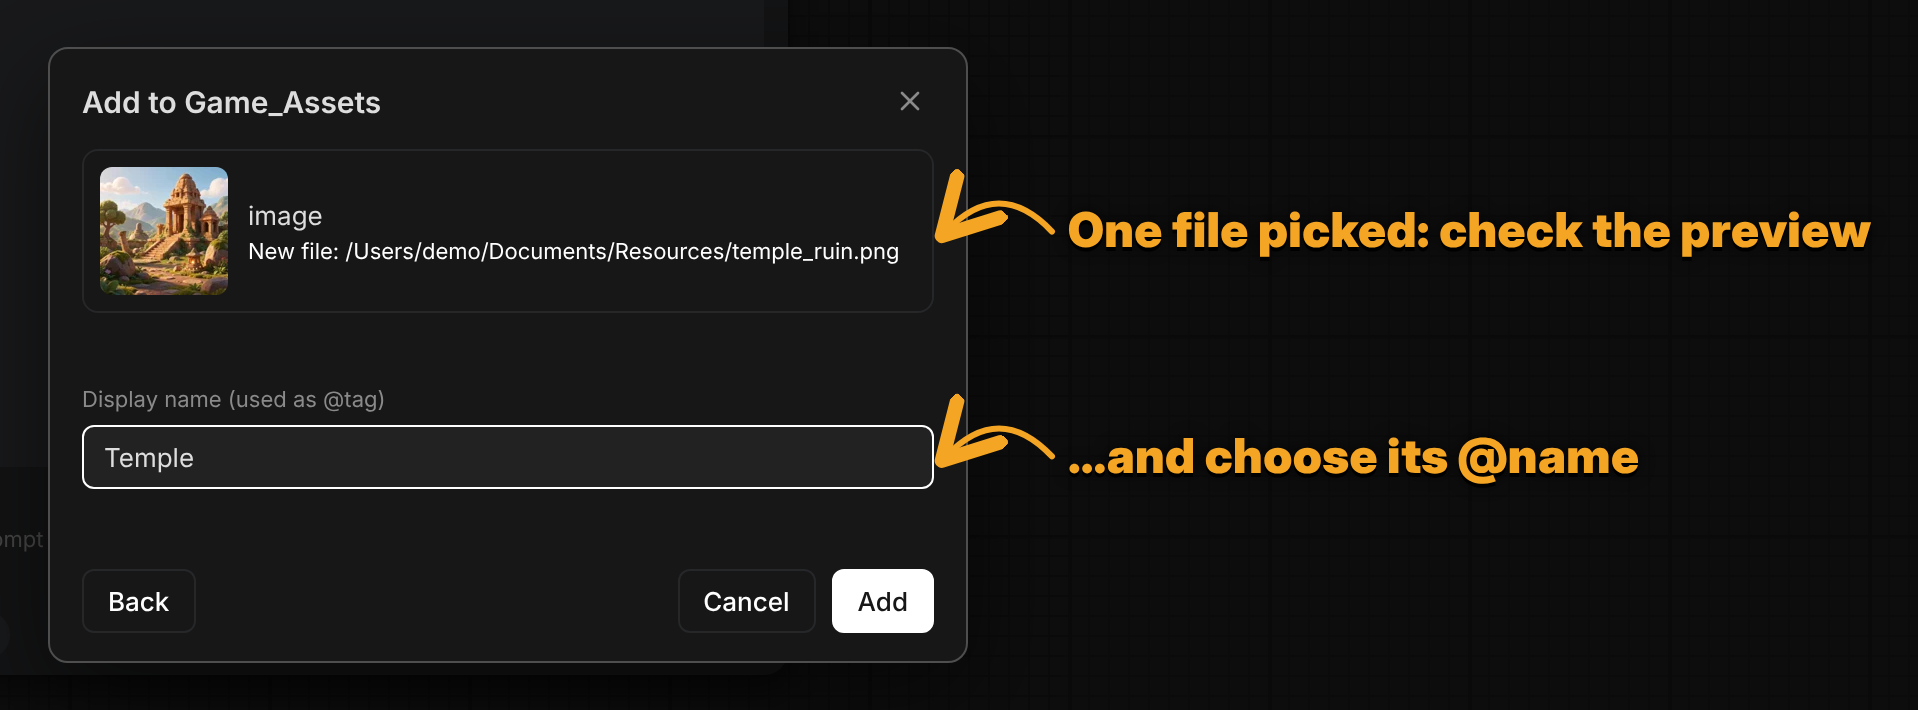 Add to Game_Assets
image
New file: /Users/demo/Documents/Resources/temple_ruin.png
One file picked: check the preview
Display name (used as @tag)
Temple
...and choose its @name
ompt
Back
Cancel
Add